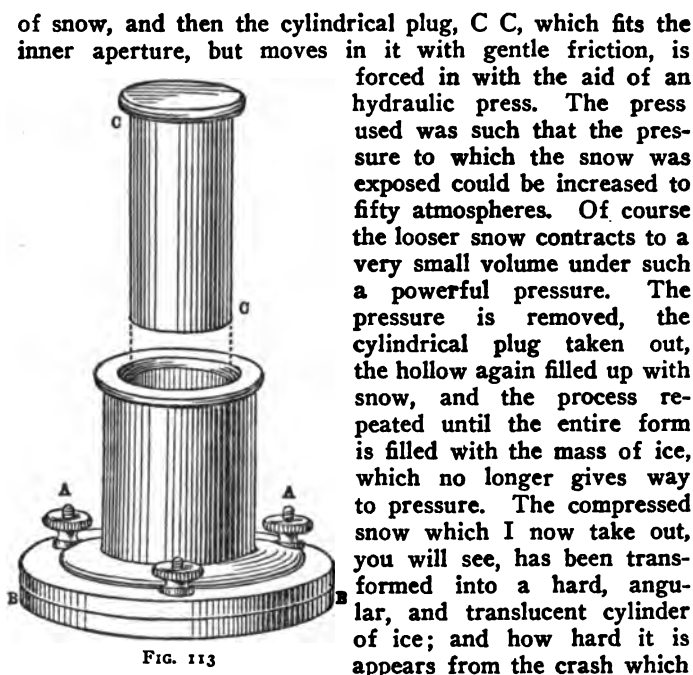 of snow, and then the cylindrical plug, C C, which fits the
inner aperture, but moves in it with gentle friction, is
forced in with the aid of an
hydraulic press. The press
used was such that the pres-
sure to which the snow was
exposed could be increased to
fifty atmospheres. Of course
the looser snow contracts to a
very small volume under such
a powerful pressure. The
pressure is removed, the
cylindrical plug taken out,
the hollow again filled up with
snow, and the process re-
peated until the entire form
is filled with the mass of ice,
which no longer gives way
to pressure. The compressed
snow which I now take out,
you will see, has been trans-
formed into a hard, angu-
lar, and translucent cylinder
of ice; and how hard it is
appears from the crash which
C
C
A
A
B
B
FIG. 113